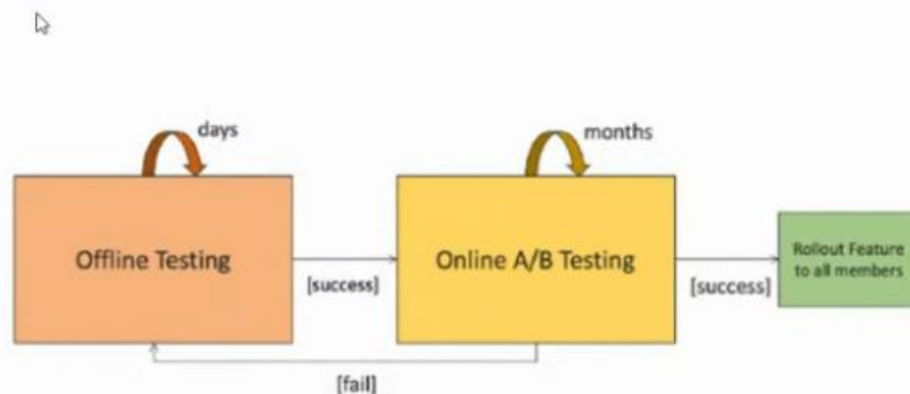 days
months
Offline Testing
[success]
Online A/B Testing
[success]
Rollout Feature
to all members
[fail]